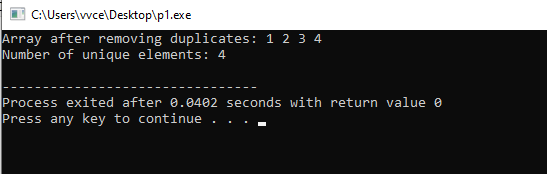 C:\Users\vvce\Desktop\p1.exe
Array after removing duplicates: 1 2 3 4
Number of unique elements: 4
--------------------------------
Process exited after 0.0402 seconds with return value 0
Press any key to continue . . .